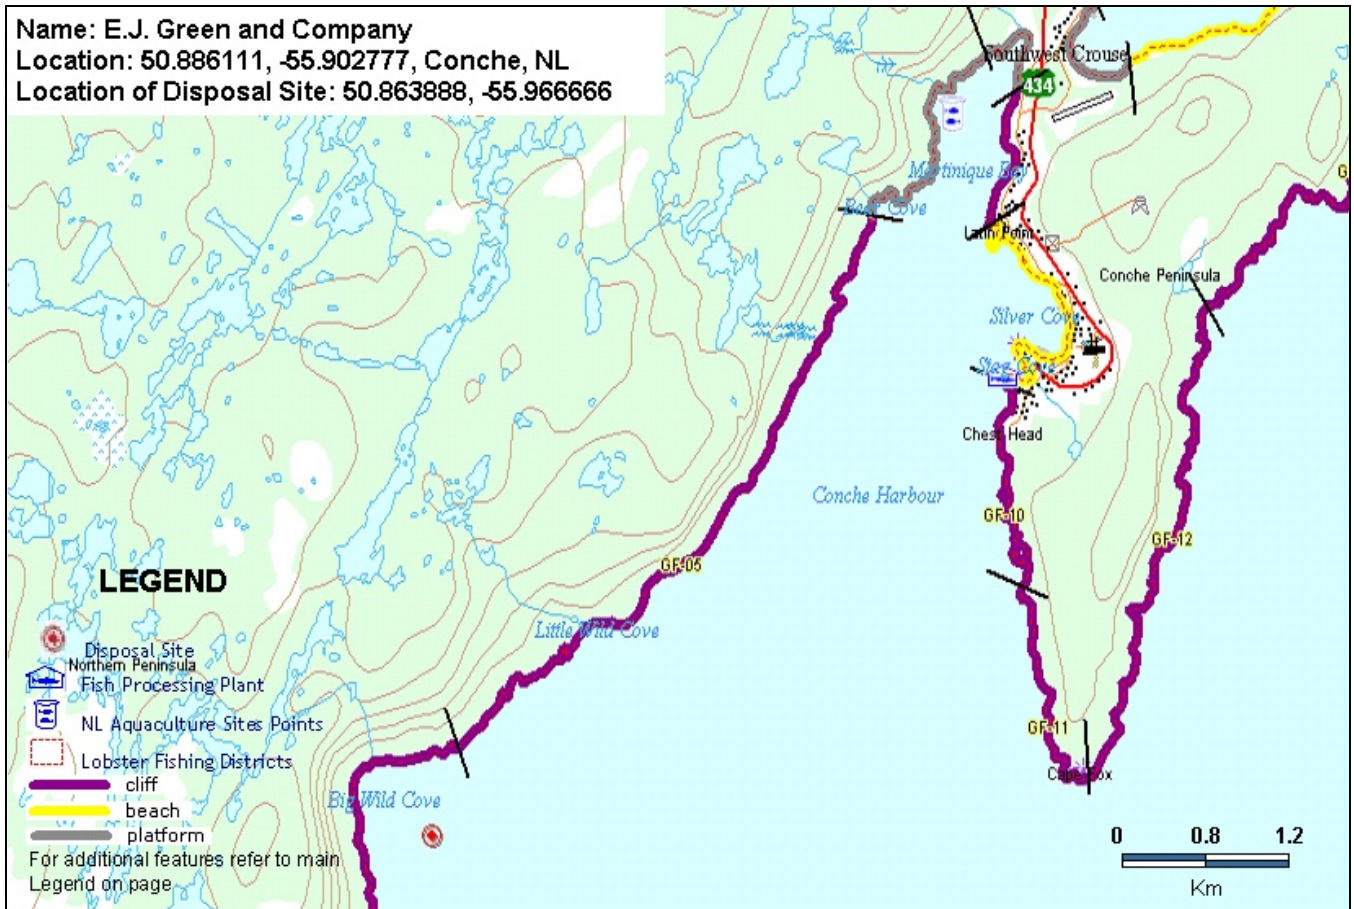 Name: E.J. Green and Company
Location: 50.886111, -55.902777, Conche, NL
Location of Disposal Site: 50.863888, -55.966666
Southwest Crouse
434
Martinique Bay
G
Bear Cove
Latin Point
Conche Peninsula
Silver Cove
Stag Cove
Chest Head
Conche Harbour
GF-10
GF-12
GF-05
Little Wild Cove
GF-11
Cape Fox
Big Wild Cove
LEGEND
Disposal Site
Northern Peninsula
Fish Processing Plant
NL Aquaculture Sites Points
Lobster Fishing Districts
cliff
beach
platform
For additional features refer to main
Legend on page
0 0.8 1.2
Km